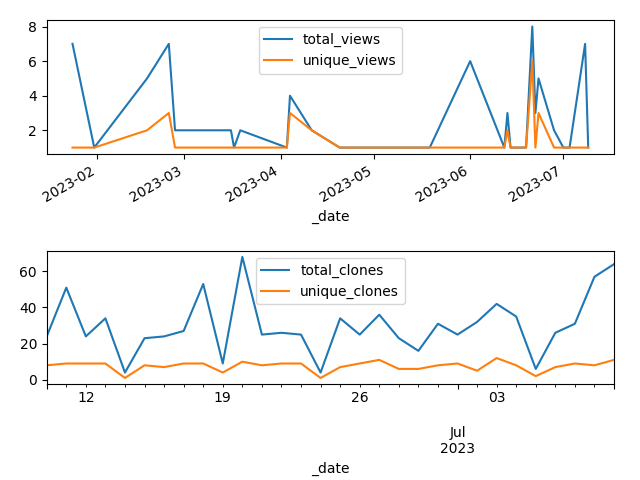 8
6
4
2
total_views
unique_views
2023-02
2023-03
2023-04
2023-05
2023-06
2023-07
_date
60
40
20
0
total_clones
unique_clones
12
19
26
03
Jul
2023
_date